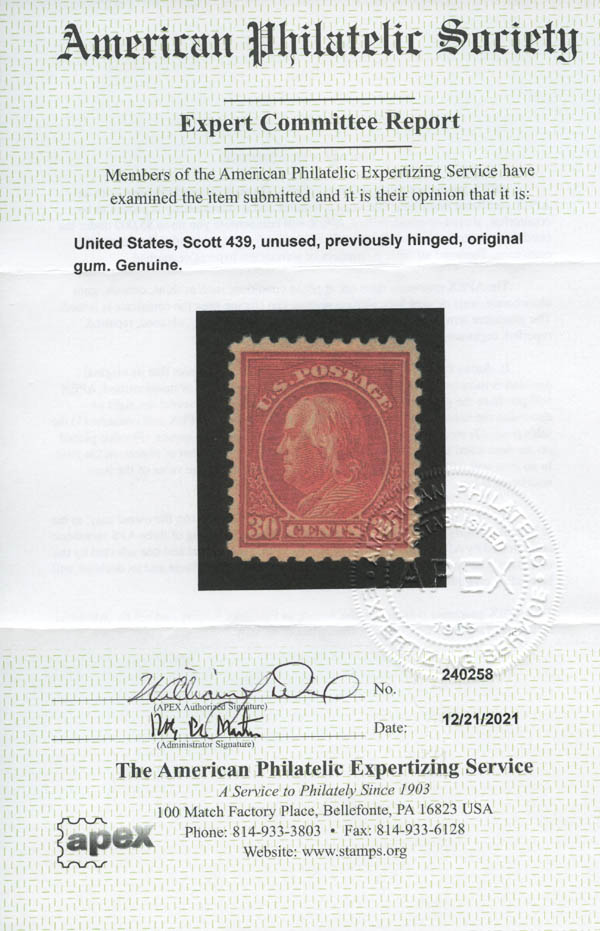 American Philatelic Society
Expert Committee Report
Members of the American Philatelic Expertizing Service have
examined the item submitted and it is their opinion that it is:
United States, Scott 439, unused, previously hinged, original
gum. Genuine.
U.S. POSTAGE
30 CENTS
AMERICAN PHILATELIC
ESTABLISHED
APEX
1903
EXPERTIZING SERVICE
No. 240258
(APEX Authorized Signature)
Date: 12/21/2021
(Administrator Signature)
The American Philatelic Expertizing Service
A Service to Philately Since 1903
100 Match Factory Place, Bellefonte, PA 16823 USA
Phone: 814-933-3803 • Fax: 814-933-6128
Website: www.stamps.org
apex